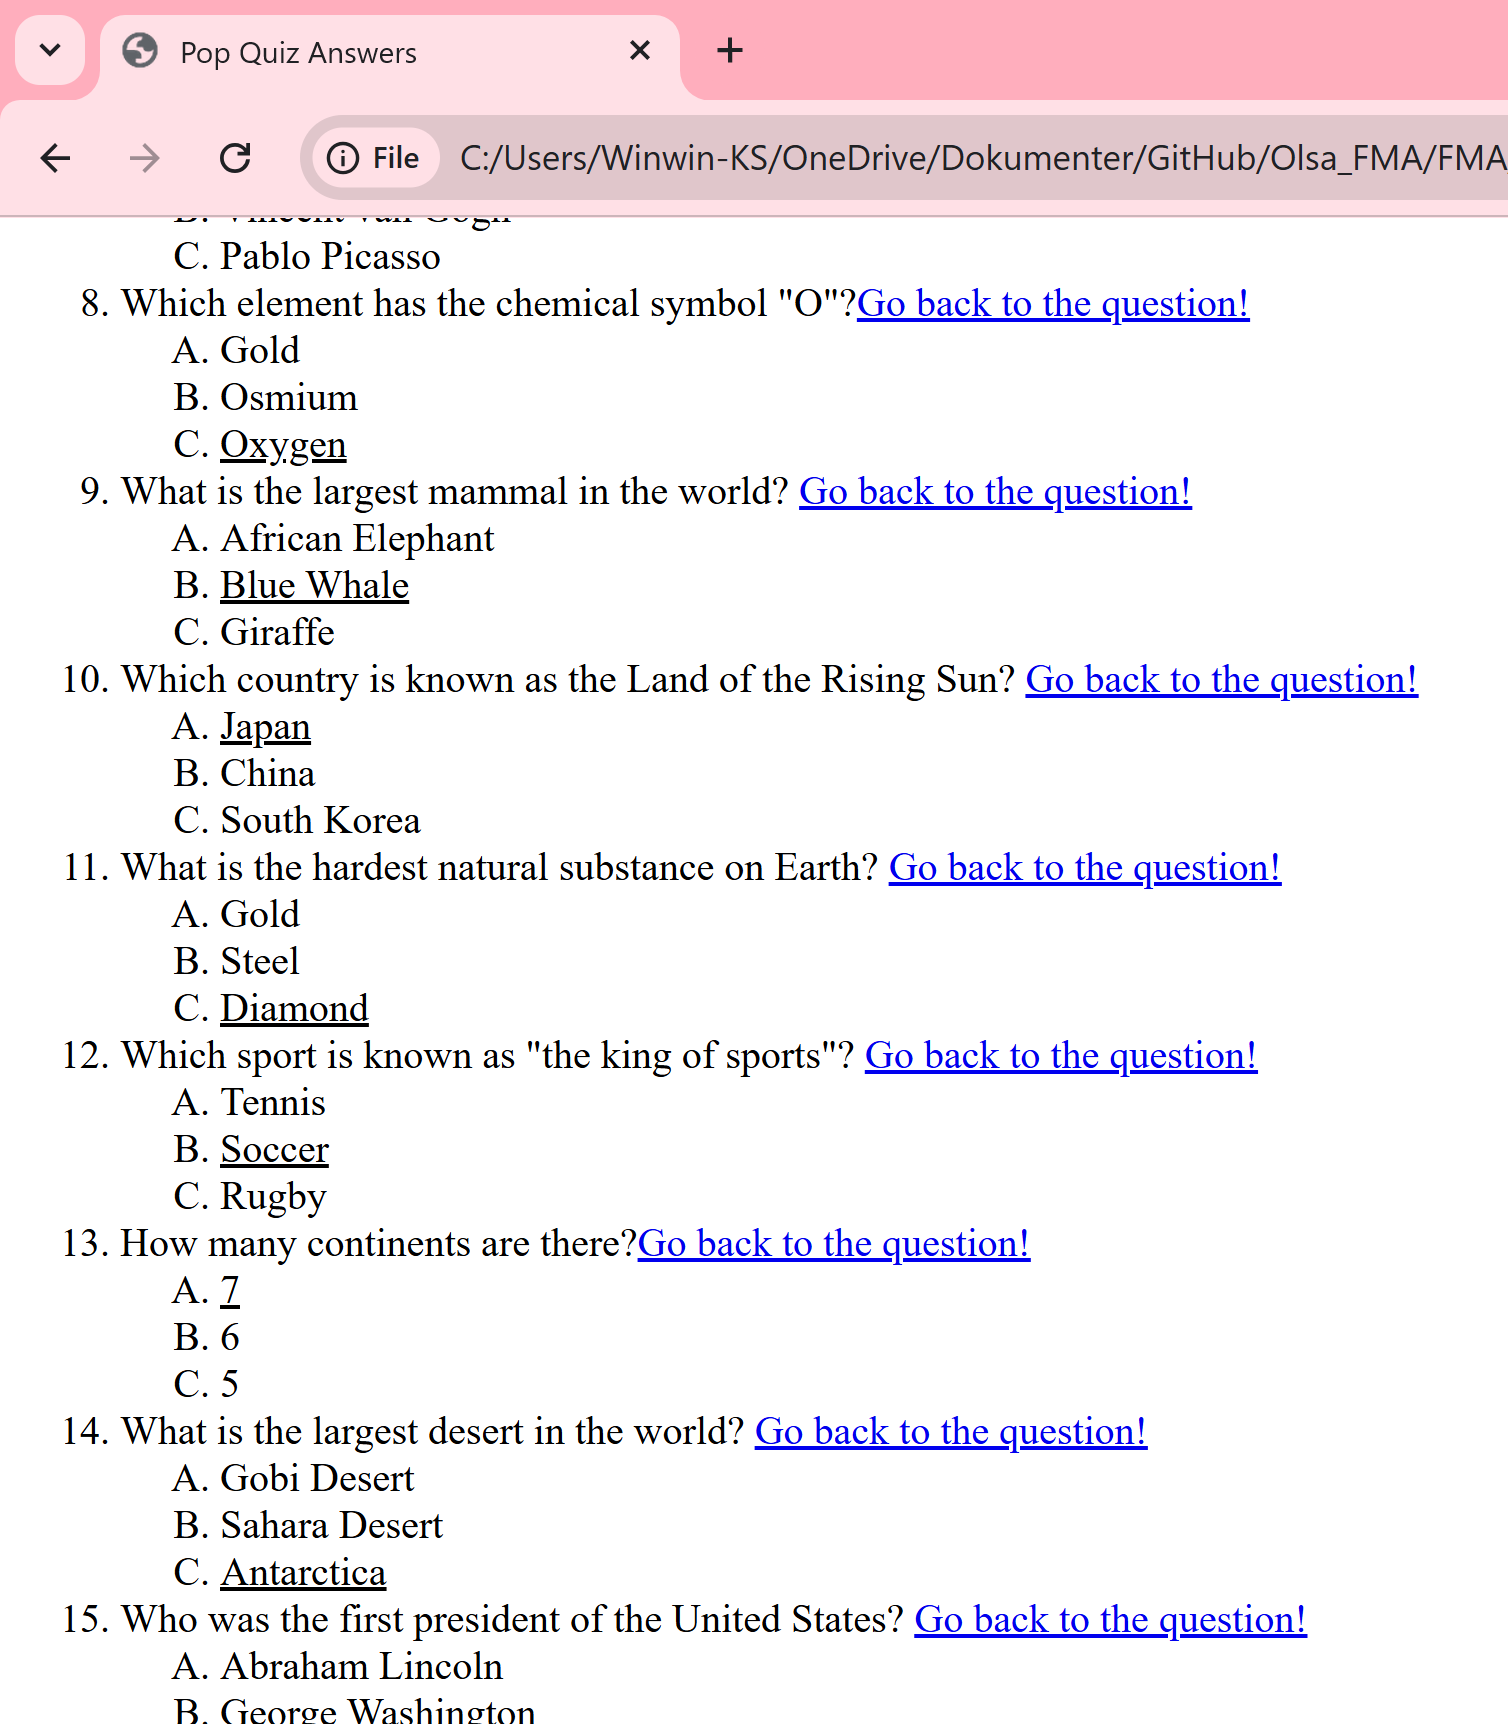 Pop Quiz Answers
File C:/Users/Winwin-KS/OneDrive/Dokumenter/GitHub/Olsa_FMA/FMA
B. Vincent van Gogh
C. Pablo Picasso
8. Which element has the chemical symbol "O"?Go back to the question!
A. Gold
B. Osmium
C. Oxygen
9. What is the largest mammal in the world? Go back to the question!
A. African Elephant
B. Blue Whale
C. Giraffe
10. Which country is known as the Land of the Rising Sun? Go back to the question!
A. Japan
B. China
C. South Korea
11. What is the hardest natural substance on Earth? Go back to the question!
A. Gold
B. Steel
C. Diamond
12. Which sport is known as "the king of sports"? Go back to the question!
A. Tennis
B. Soccer
C. Rugby
13. How many continents are there?Go back to the question!
A. 7
B. 6
C. 5
14. What is the largest desert in the world? Go back to the question!
A. Gobi Desert
B. Sahara Desert
C. Antarctica
15. Who was the first president of the United States? Go back to the question!
A. Abraham Lincoln
B. George Washington